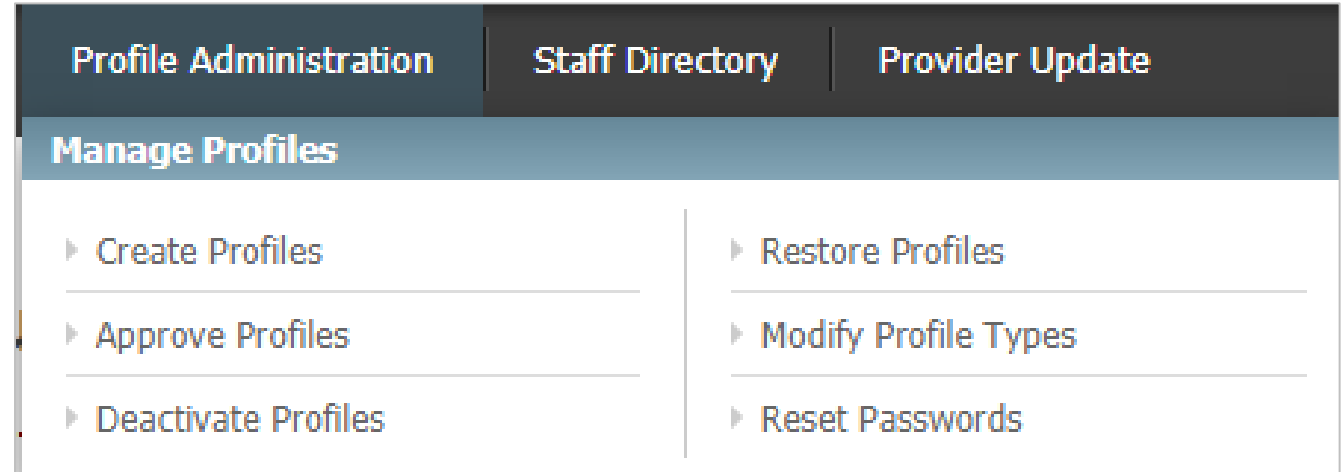 Profile Administration Staff Directory Provider Update
Manage Profiles
Create Profiles
Approve Profiles
Deactivate Profiles
Restore Profiles
Modify Profile Types
Reset Passwords